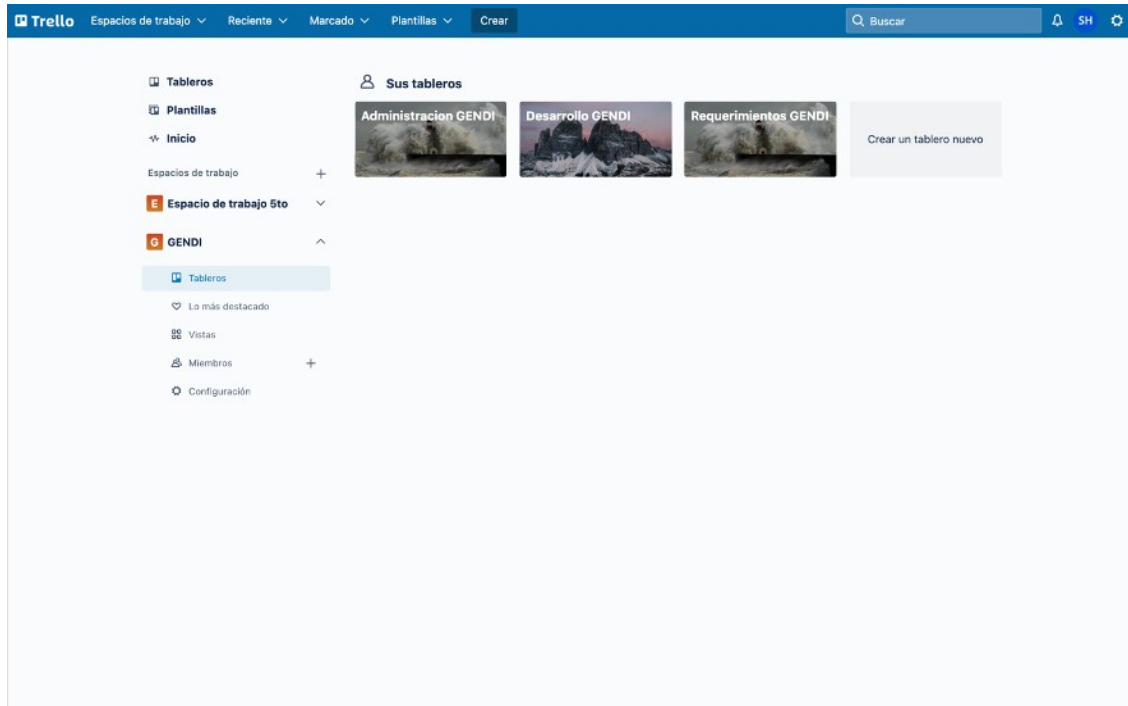 Trello Espacios de trabajo Reciente Marcado Plantillas Crear Buscar SH
Tableros
Plantillas
Inicio
Espacios de trabajo
E Espacio de trabajo 5to
G GENDI
Tableros
Lo más destacado
Vistas
Miembros
Configuración
Sus tableros
Administracion GENDI Desarrollo GENDI Requerimientos GENDI Crear un tablero nuevo